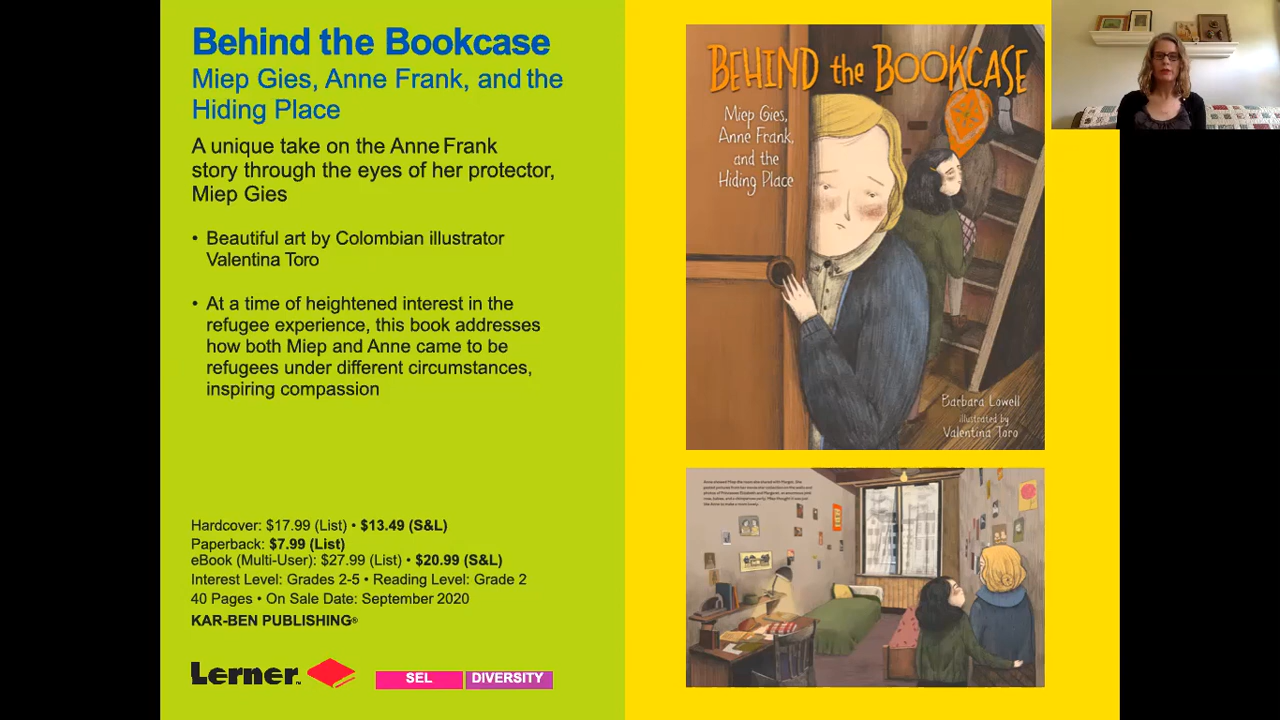 Behind the Bookcase
Miep Gies, Anne Frank, and the
Hiding Place
A unique take on the Anne Frank
story through the eyes of her protector,
Miep Gies
• Beautiful art by Colombian illustrator
Valentina Toro
• At a time of heightened interest in the
refugee experience, this book addresses
how both Miep and Anne came to be
refugees under different circumstances,
inspiring compassion
Hardcover: $17.99 (List) • $13.49 (S&L)
Paperback: $7.99 (List)
eBook (Multi-User): $27.99 (List) • $20.99 (S&L)
Interest Level: Grades 2-5 • Reading Level: Grade 2
40 Pages • On Sale Date: September 2020
KAR-BEN PUBLISHING®
Lerner™
SEL
DIVERSITY
BEHIND the BOOKCASE
Miep Gies,
Anne Frank,
and the
Hiding Place
Barbara Lowell
illustrated by
Valentina Toro